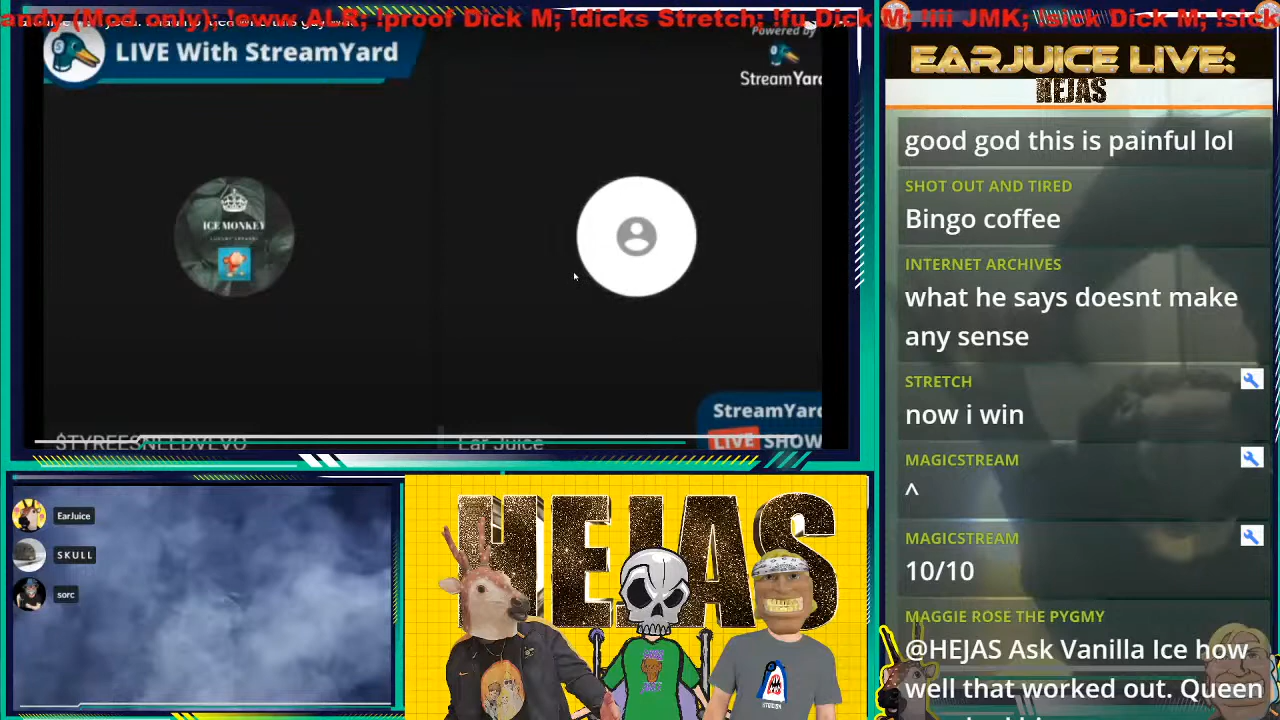 andy (Mod only); !owns ALR; !proof Dick M; !dicks Stretch; !fu Dick M; !lll JMK; !sick Dick M; !sick
LIVE With StreamYard
Powered by
StreamYard
ICE MONKEY
$TYREESNEEDVEVO
Ear Juice
StreamYard
LIVE SHOW
EarJuice
SKULL
sorc
HEJAS
EARJUICE LIVE:
HEJAS
good god this is painful lol
SHOT OUT AND TIRED
Bingo coffee
INTERNET ARCHIVES
what he says doesnt make
any sense
STRETCH
now i win
MAGICSTREAM
^
MAGICSTREAM
10/10
MAGGIE ROSE THE PYGMY
@HEJAS Ask Vanilla Ice how
well that worked out. Queen